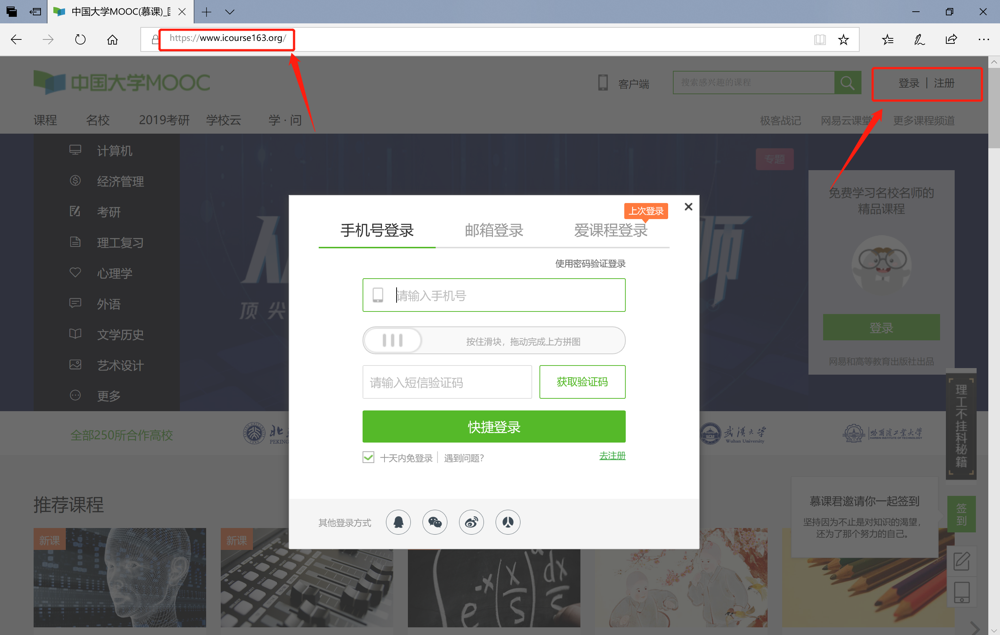 中国大学MOOC(慕课)_
https://www.icourse163.org/
中国大学MOOC
客户端
搜索感兴趣的课程
登录 | 注册
课程 名校 2019考研 学校云 学·问
极客战记 网易云课堂 更多课程频道
计算机
经济管理
考研
理工复习
心理学
外语
文学历史
艺术设计
更多
专题
师
顶尖
免费学习名校名师的
精品课程
登录
网易和高等教育出版社出品
上次登录
手机号登录 邮箱登录 爱课程登录
使用密码验证登录
请输入手机号
按住滑块，拖动完成上方拼图
请输入短信验证码
获取验证码
快捷登录
十天内免登录 | 遇到问题?
去注册
其他登录方式
全部250所合作高校
北
PEKING
武汉大学
Wuhan University
哈尔滨工业大学
HARBIN INSTITUTE OF TECHNOLOGY
理工不挂科秘籍
推荐课程
慕课君邀请你一起签到
坚持因为不止是对知识的渴望，
还为了那个努力的自己。
签到
新课
新课